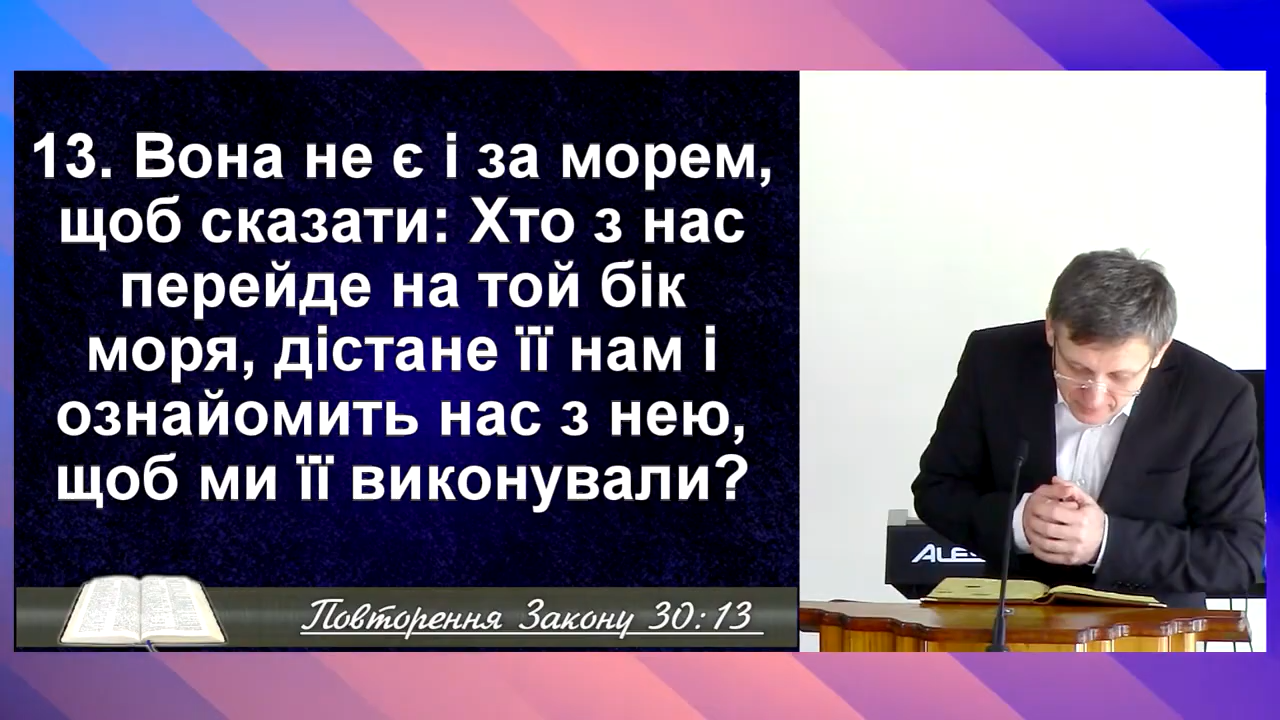 13. Вона не є і за морем,
щоб сказати: Хто з нас
перейде на той бік
моря, дістане її нам і
ознайомить нас з нею,
щоб ми її виконували?
Повторення Закону 30:13